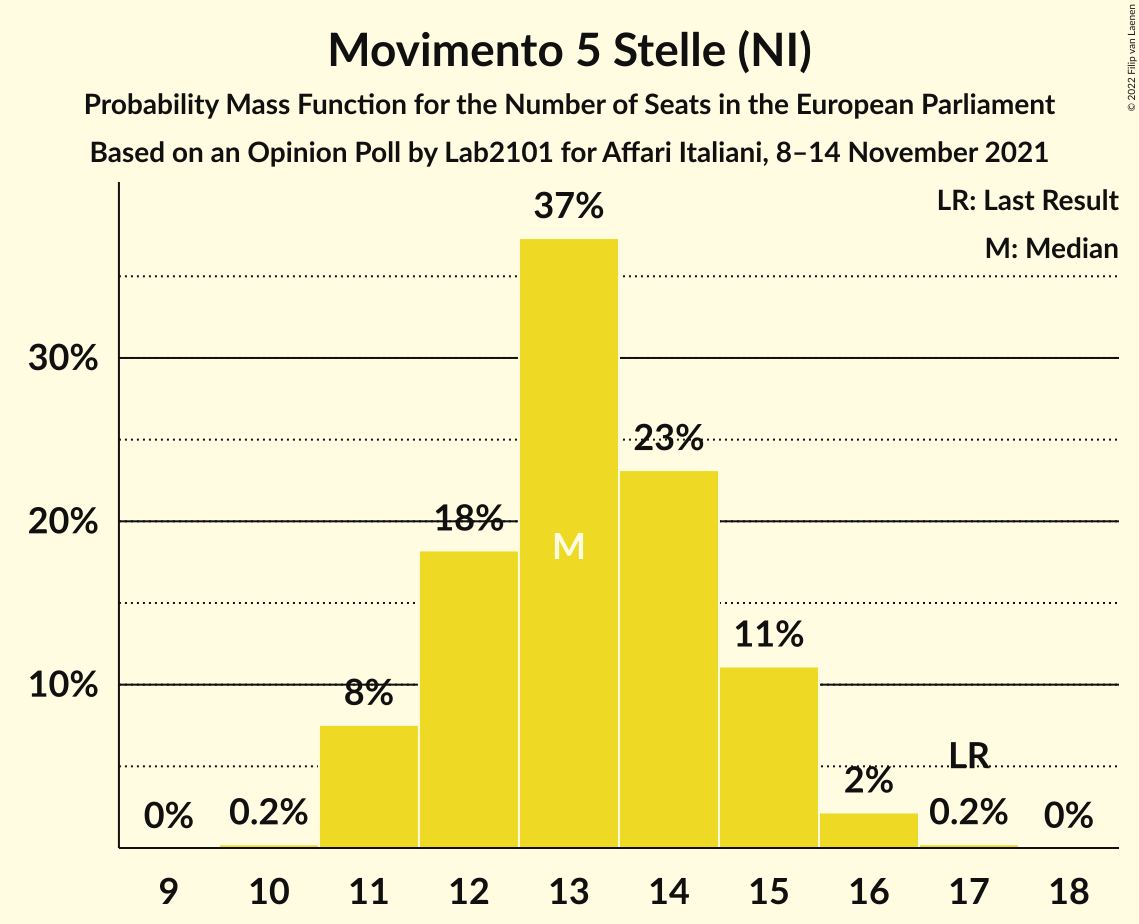 © 2022 Filip van Laenen
Movimento 5 Stelle (NI)
Probability Mass Function for the Number of Seats in the European Parliament
Based on an Opinion Poll by Lab2101 for Affari Italiani, 8–14 November 2021
LR: Last Result
M: Median
37%
30%
23%
20%
18%
M
11%
10%
8%
LR
2%
0%
0.2%
0.2%
0%
9 10 11 12 13 14 15 16 17 18